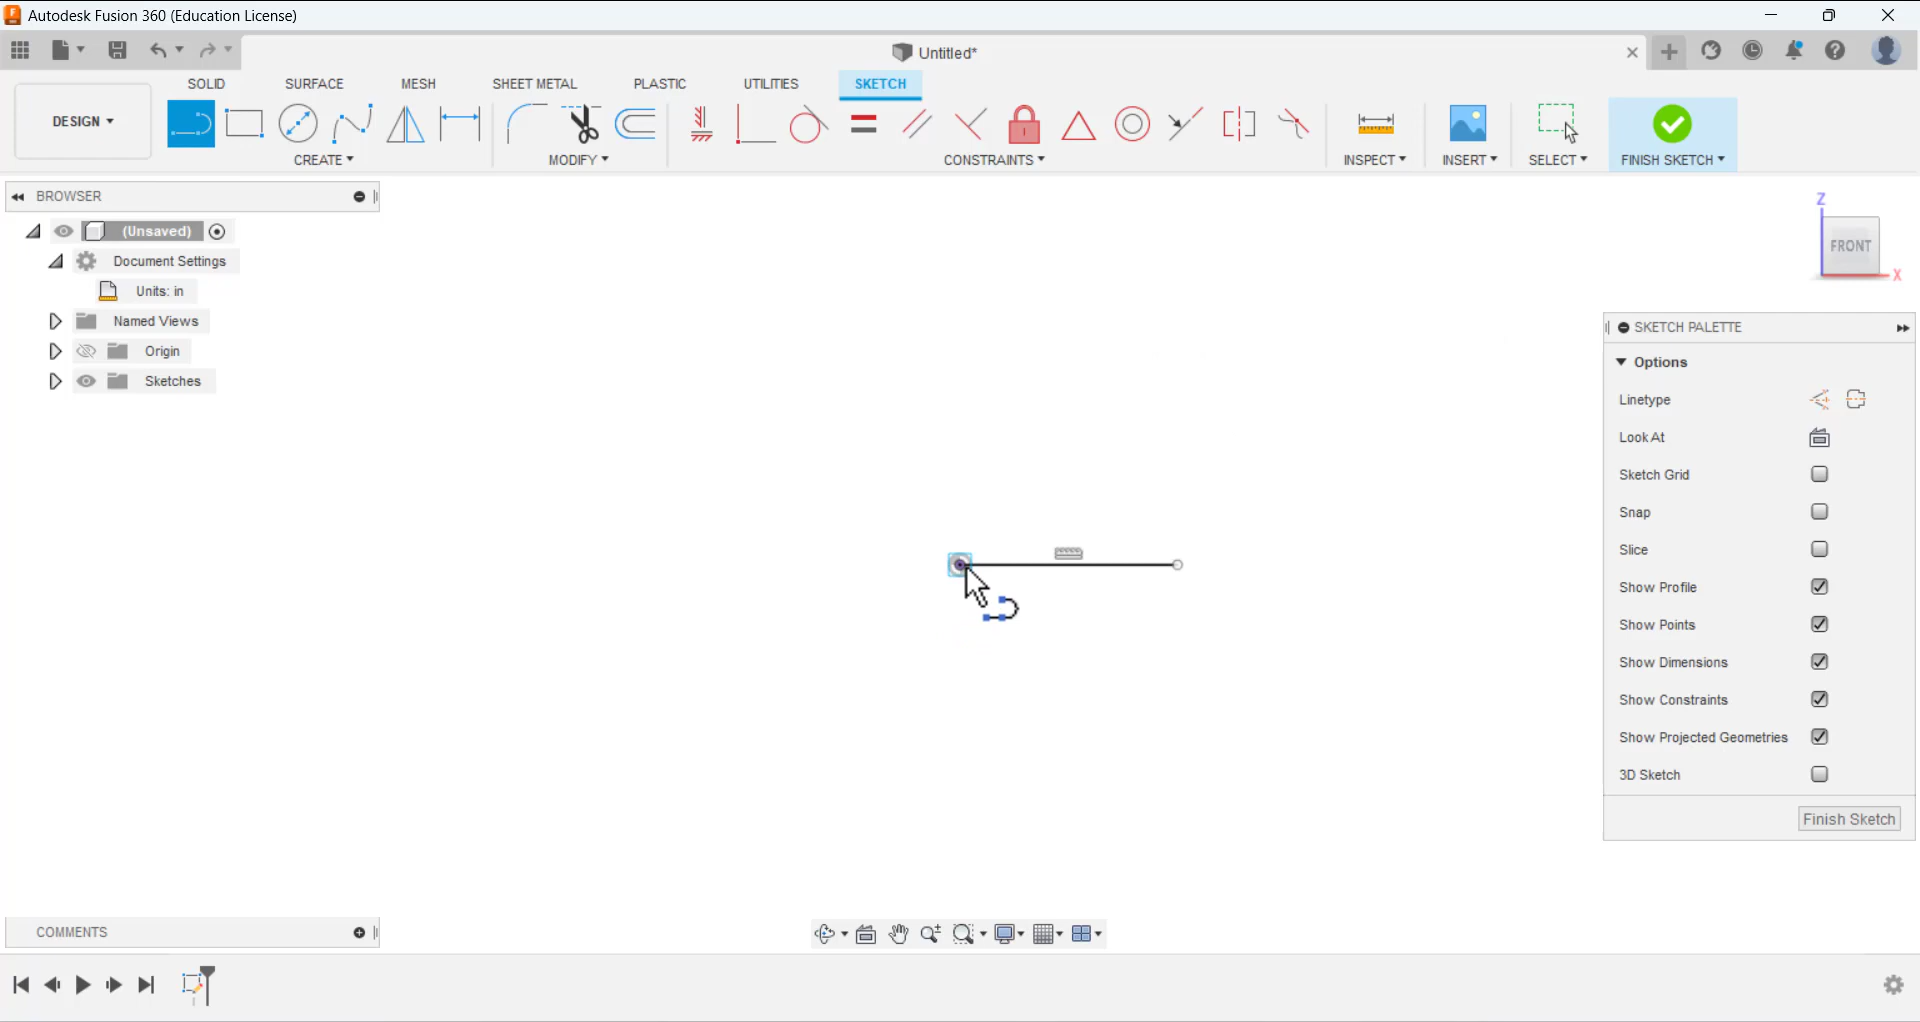 Autodesk Fusion 360 (Education License)
Untitled*
SOLID
SURFACE
MESH
SHEET METAL
PLASTIC
UTILITIES
SKETCH
DESIGN
CREATE
MODIFY
CONSTRAINTS
INSPECT
INSERT
SELECT
FINISH SKETCH
BROWSER
(Unsaved)
Document Settings
Units: in
Named Views
Origin
Sketches
Z
FRONT
X
SKETCH PALETTE
Options
Linetype
Look At
Sketch Grid
Snap
Slice
Show Profile
Show Points
Show Dimensions
Show Constraints
Show Projected Geometries
3D Sketch
Finish Sketch
COMMENTS